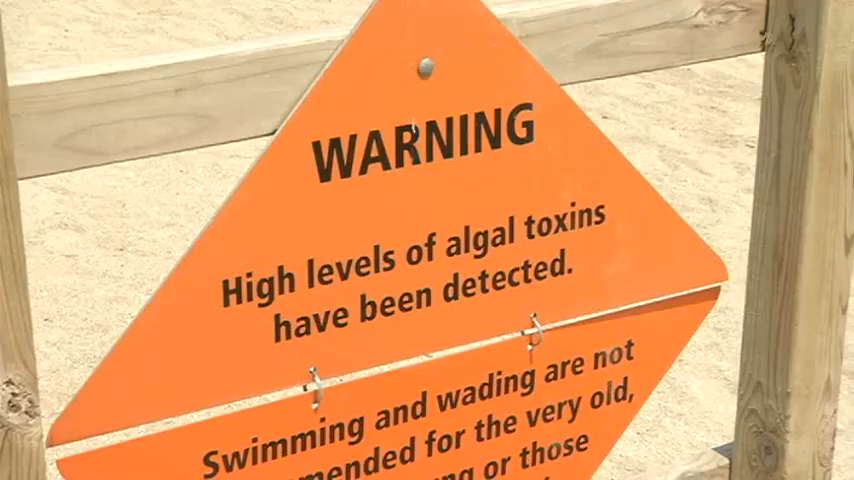 WARNING
High levels of algal toxins
have been detected.
Swimming and wading are not
for the very old,
or those